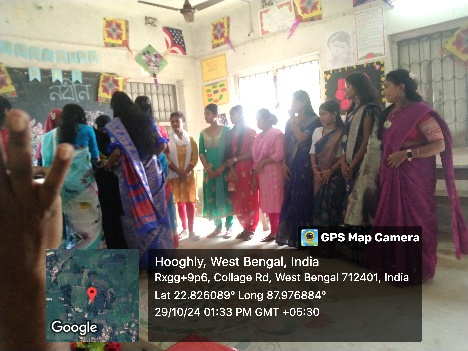 নবীন
GPS Map Camera
Hooghly, West Bengal, India
Rxgg+9p6, Collage Rd, West Bengal 712401, India
Lat 22.826089° Long 87.976884°
29/10/24 01:33 PM GMT +05:30
Google